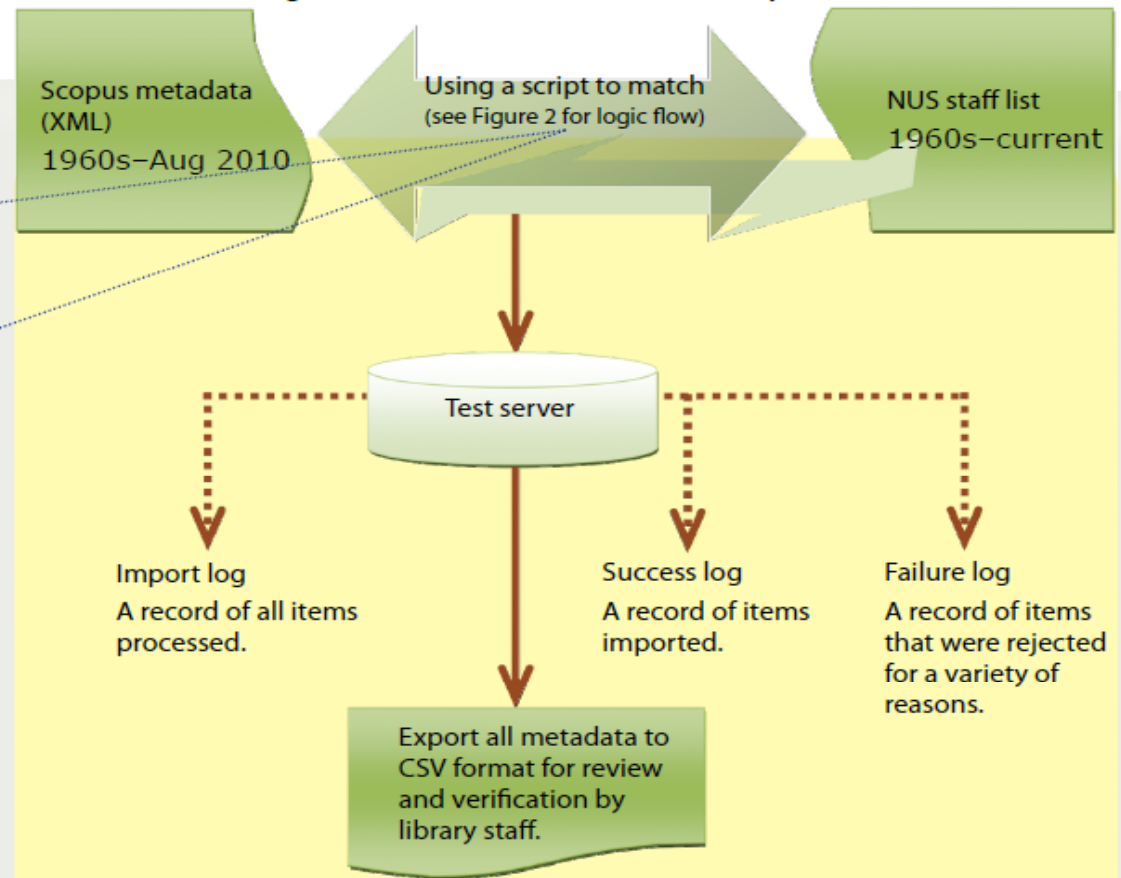 Scopus metadata
(XML)
1960s–Aug 2010
Using a script to match
(see Figure 2 for logic flow)
NUS staff list
1960s–current
Test server
Import log
A record of all items
processed.
Success log
A record of items
imported.
Failure log
A record of items
that were rejected
for a variety of
reasons.
Export all metadata to
CSV format for review
and verification by
library staff.